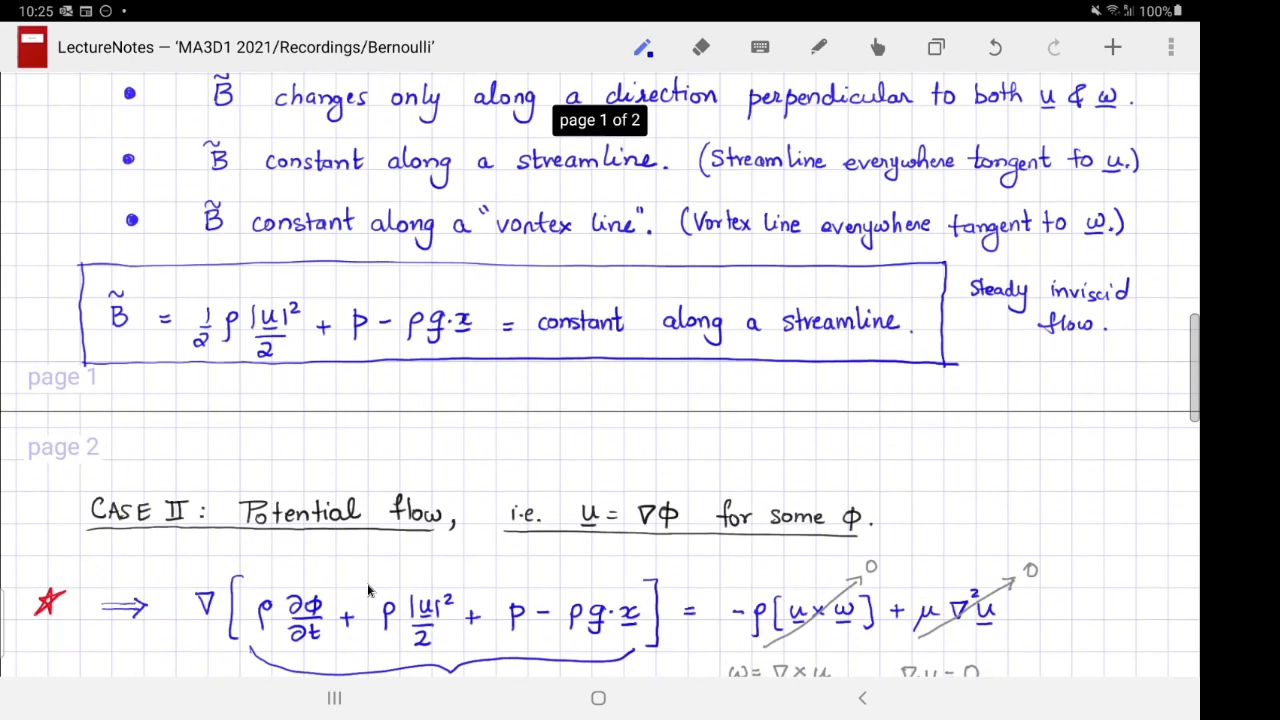 10:25 100%
LectureNotes — ‘MA3D1 2021/Recordings/Bernoulli’
B̃ changes only along a direction perpendicular to both u & ω.
page 1 of 2
B̃ constant along a streamline. (Streamline everywhere tangent to u.)
B̃ constant along a "vortex line". (Vortex line everywhere tangent to ω.)
B̃ = 1/2 ρ |u|²/2 + p − ρg·x = constant along a streamline.
Steady inviscid
flow.
page 1
page 2
CASE II: Potential flow, i.e. u = ∇ϕ for some ϕ.
⟹ ∇[ρ ∂ϕ/∂t + ρ |u|²/2 + p − ρg·x] = −ρ[u×ω] + μ∇²u
0 0
ω = ∇×u ∇.u = 0